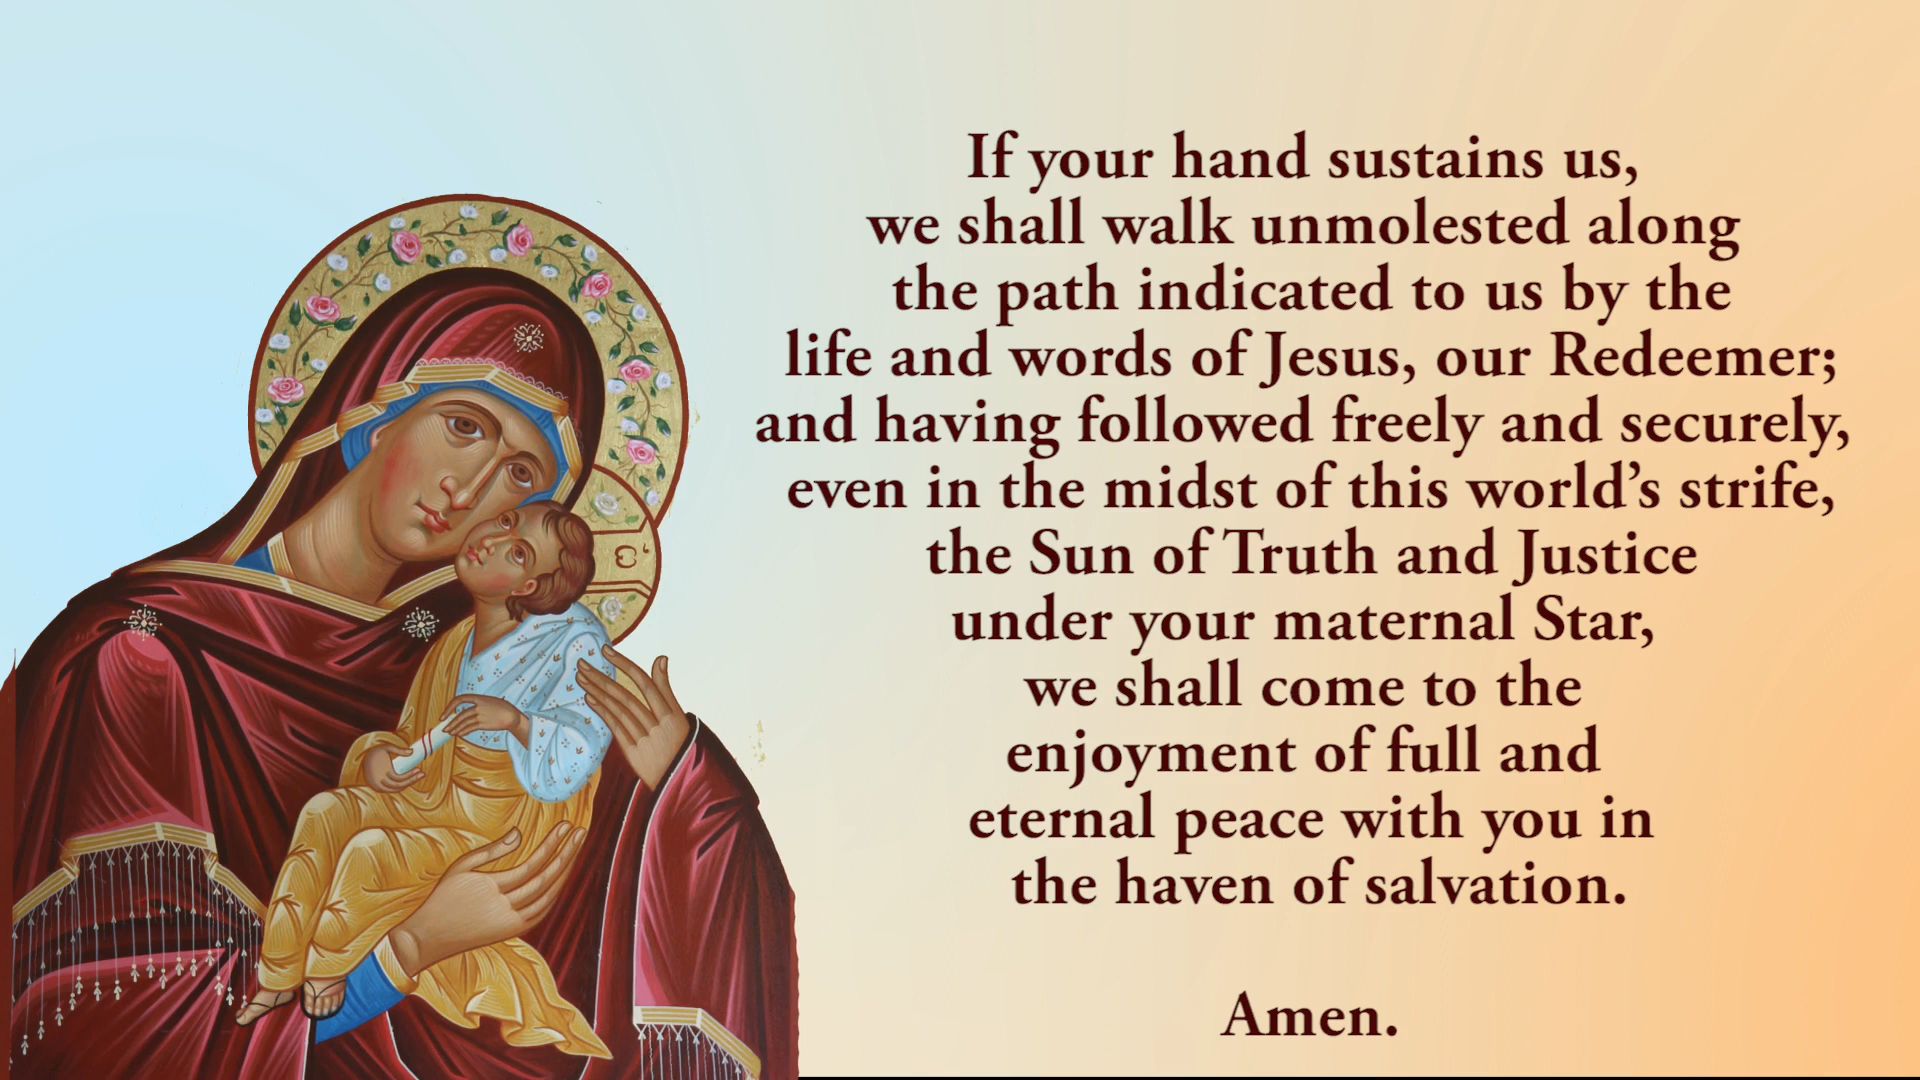 If your hand sustains us,
we shall walk unmolested along
the path indicated to us by the
life and words of Jesus, our Redeemer;
and having followed freely and securely,
even in the midst of this world’s strife,
the Sun of Truth and Justice
under your maternal Star,
we shall come to the
enjoyment of full and
eternal peace with you in
the haven of salvation.
Amen.